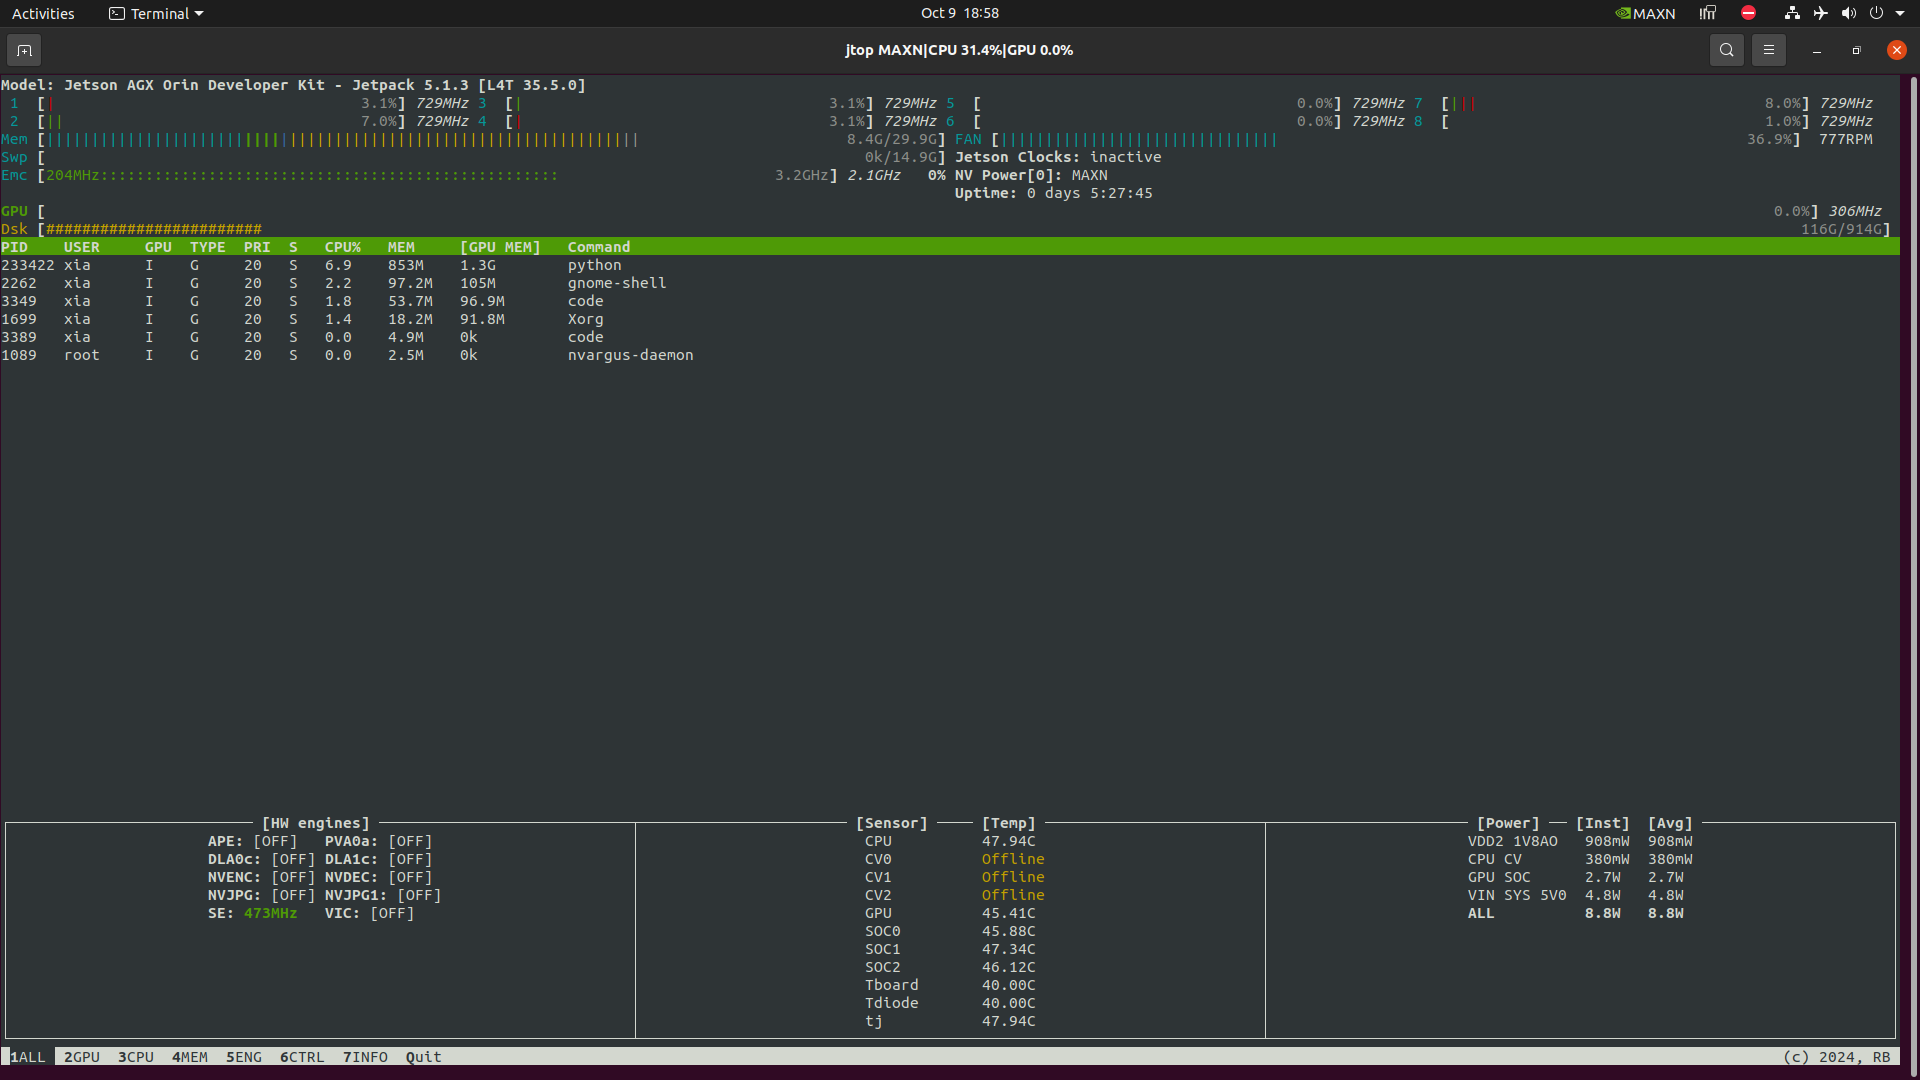 Activities Terminal Oct 9 18:58 MAXN
jtop MAXN|CPU 31.4%|GPU 0.0%
Model: Jetson AGX Orin Developer Kit - Jetpack 5.1.3 [L4T 35.5.0]
1 [| 3.1%] 729MHz 3 [| 3.1%] 729MHz 5 [ 0.0%] 729MHz 7 [||| 8.0%] 729MHz
2 [|| 7.0%] 729MHz 4 [| 3.1%] 729MHz 6 [ 0.0%] 729MHz 8 [ 1.0%] 729MHz
Mem [|||||||||||||||||||||||||||||||||||||||||||||||||||||||||||||||||| 8.4G/29.9G] FAN [||||||||||||||||||||||||||||||| 36.9%] 777RPM
Swp [ 0k/14.9G] Jetson Clocks: inactive
Emc [204MHz::::::::::::::::::::::::::::::::::::::::::::::::::: 3.2GHz] 2.1GHz 0% NV Power[0]: MAXN
Uptime: 0 days 5:27:45
GPU [ 0.0%] 306MHz
Dsk [######################## 116G/914G]
PID USER GPU TYPE PRI S CPU% MEM [GPU MEM] Command
233422 xia I G 20 S 6.9 853M 1.3G python
2262 xia I G 20 S 2.2 97.2M 105M gnome-shell
3349 xia I G 20 S 1.8 53.7M 96.9M code
1699 xia I G 20 S 1.4 18.2M 91.8M Xorg
3389 xia I G 20 S 0.0 4.9M 0k code
1089 root I G 20 S 0.0 2.5M 0k nvargus-daemon
[HW engines] [Sensor] [Temp] [Power] [Inst] [Avg]
APE: [OFF] PVA0a: [OFF] CPU 47.94C VDD2 1V8AO 908mW 908mW
DLA0c: [OFF] DLA1c: [OFF] CV0 Offline CPU CV 380mW 380mW
NVENC: [OFF] NVDEC: [OFF] CV1 Offline GPU SOC 2.7W 2.7W
NVJPG: [OFF] NVJPG1: [OFF] CV2 Offline VIN SYS 5V0 4.8W 4.8W
SE: 473MHz VIC: [OFF] GPU 45.41C ALL 8.8W 8.8W
SOC0 45.88C
SOC1 47.34C
SOC2 46.12C
Tboard 40.00C
Tdiode 40.00C
tj 47.94C
1ALL 2GPU 3CPU 4MEM 5ENG 6CTRL 7INFO Quit (c) 2024, RB